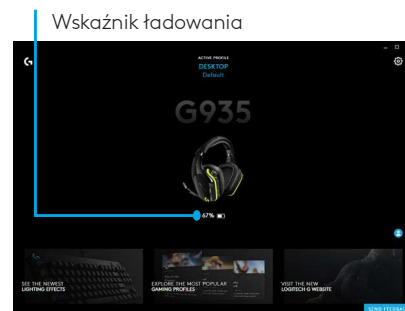 Wskaźnik ładowania
ACTIVE PROFILE
DESKTOP
Default
G935
67%
SEE THE NEWEST
LIGHTING EFFECTS
EXPLORE THE MOST POPULAR
GAMING PROFILES
VISIT THE NEW
LOGITECH G WEBSITE
SEND FEEDBA